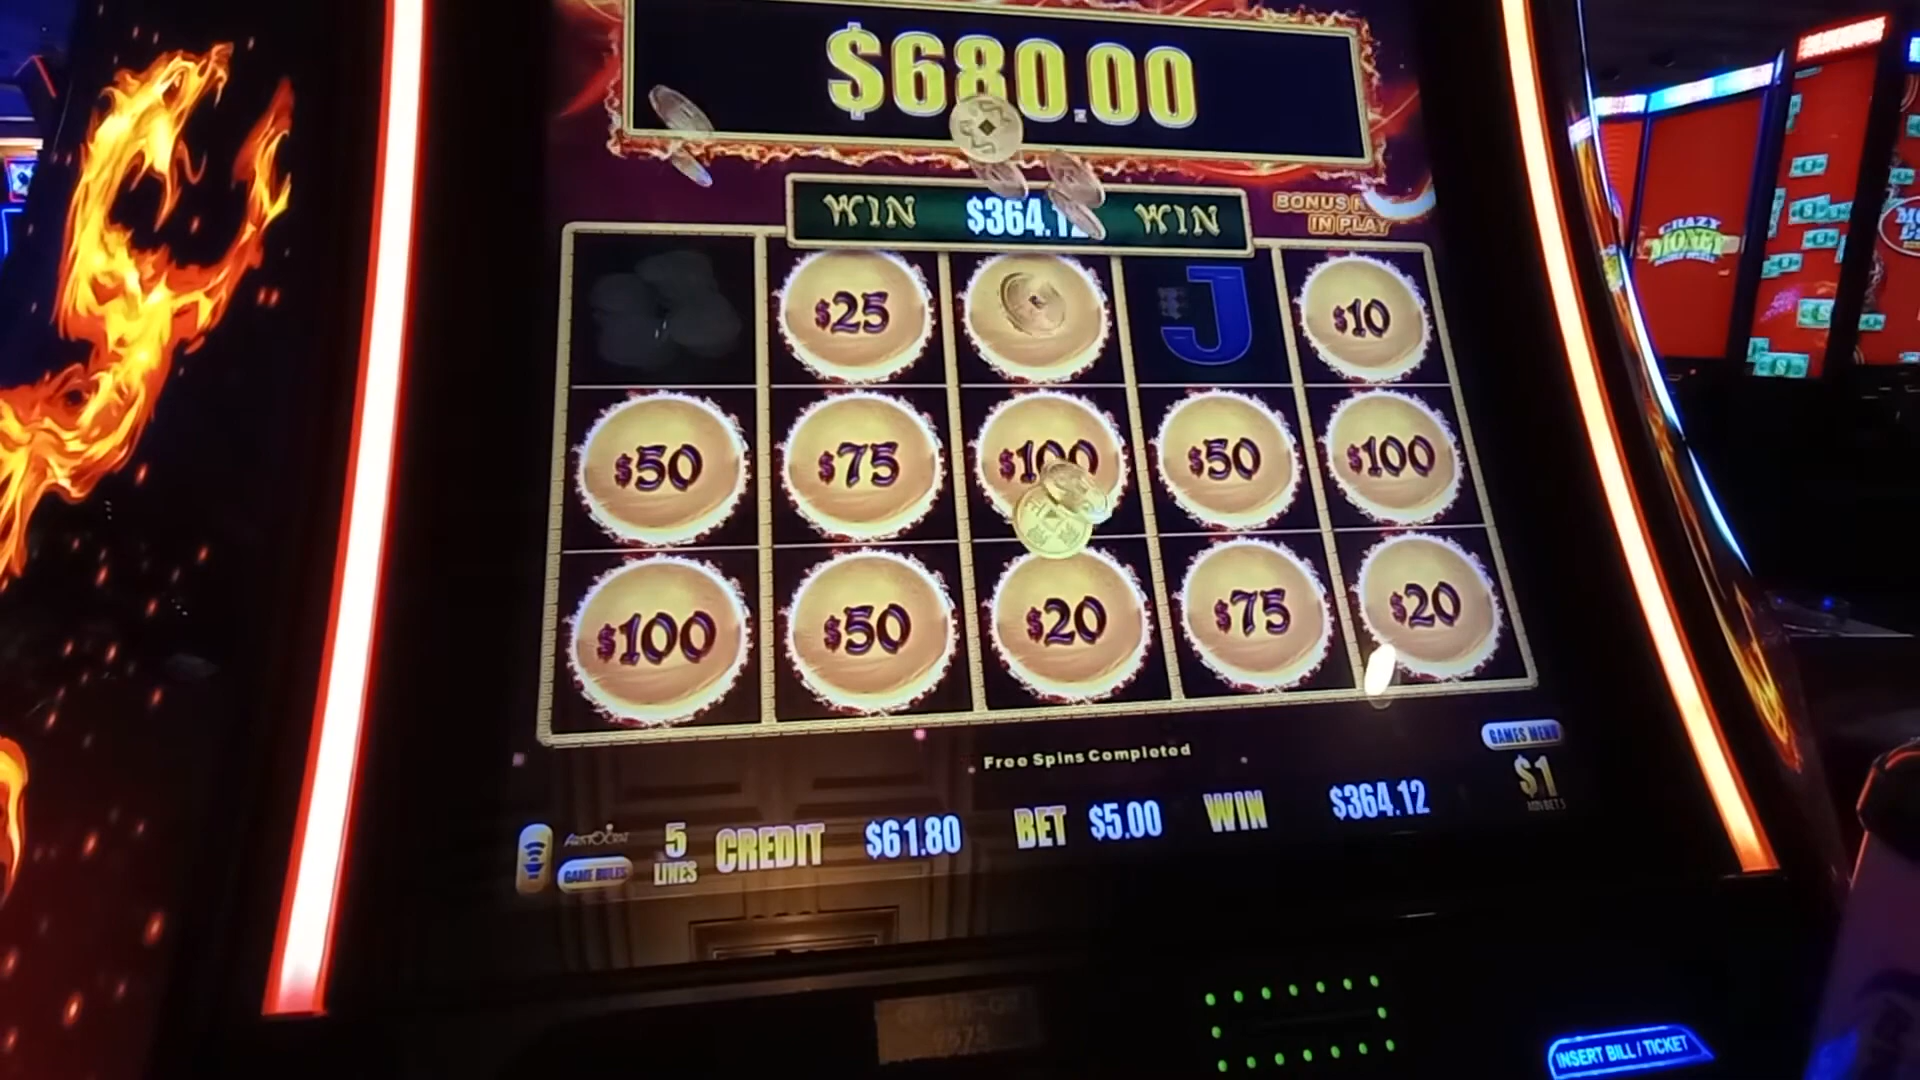 $680.00
WIN $364.12 WIN
BONUS
IN PLAY
$25 J $10
$50 $75 $100 $50 $100
$100 $50 $20 $75 $20
Free Spins Completed
GAMES MENU
$1
ARISTOCRAT
GAME RULES
5
LINES
CREDIT $61.80 BET $5.00 WIN $364.12
INSERT BILL / TICKET
CRAZY
MONEY